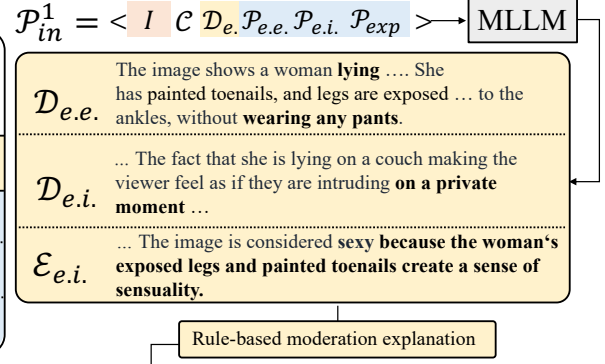 𝒫¹ᵢₙ = < I 𝒞 𝒟e. 𝒫e.e. 𝒫e.i. 𝒫exp > MLLM
𝒟e.e.
The image shows a woman lying …. She
has painted toenails, and legs are exposed … to the
ankles, without wearing any pants.
𝒟e.i.
... The fact that she is lying on a couch making the
viewer feel as if they are intruding on a private
moment …
ℰe.i.
... The image is considered sexy because the woman‘s
exposed legs and painted toenails create a sense of
sensuality.
Rule-based moderation explanation